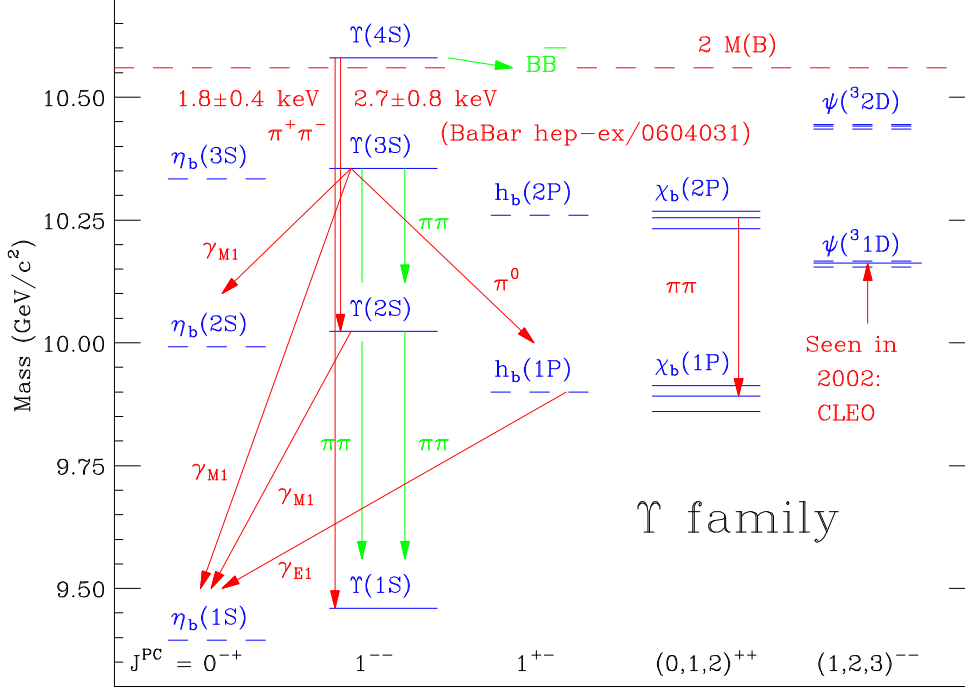 ϒ(4S)
2 M(B)
BB̅
10.50
1.8±0.4 keV
2.7±0.8 keV
ψ(³2D)
π⁺π⁻
(BaBar hep-ex/0604031)
η_b(3S)
ϒ(3S)
h_b(2P)
χ_b(2P)
10.25
γ_M1
ππ
ψ(³1D)
π⁰
ππ
η_b(2S)
ϒ(2S)
10.00
Mass (GeV/c²)
h_b(1P)
χ_b(1P)
Seen in
2002:
CLEO
9.75
γ_M1
ππ
ππ
γ_M1
ϒ family
γ_E1
9.50
η_b(1S)
ϒ(1S)
J^PC = 0⁻⁺
1⁻⁻
1⁺⁻
(0,1,2)⁺⁺
(1,2,3)⁻⁻